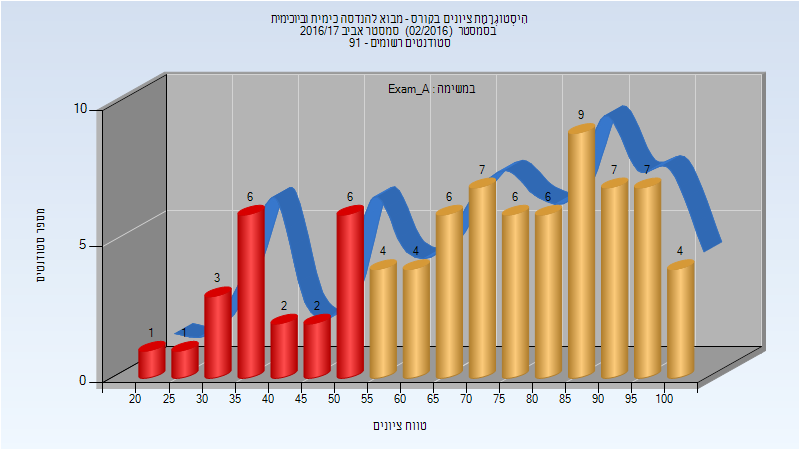 היסטוגרמת ציונים בקורס - מבוא להנדסה כימית וביוכימית
בסמסטר (02/2016) סמסטר אביב 2016/17
סטודנטים רשומים - 91
במשימה : Exam_A
מספר סטודנטים
10
5
0
1 1 3 6 2 2 6 4 4 6 7 6 6 9 7 7 4
20 25 30 35 40 45 50 55 60 65 70 75 80 85 90 95 100
טווח ציונים